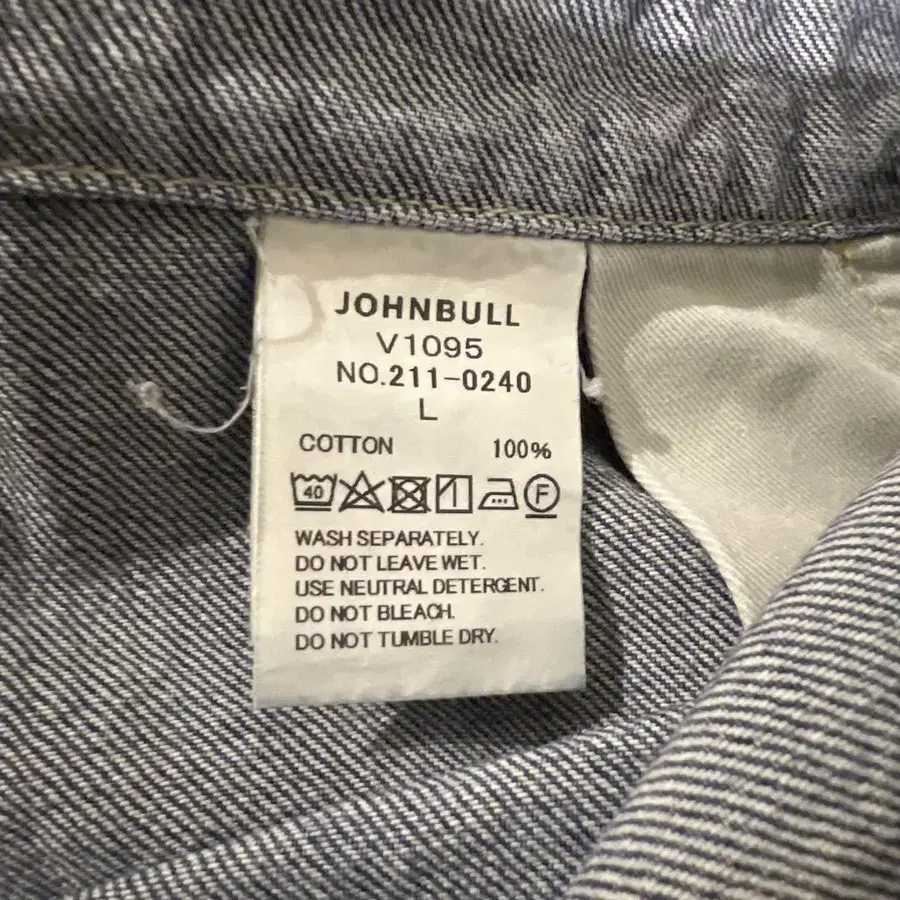 JOHNBULL
V1095
NO.211-0240
L
COTTON 100%
40 F
WASH SEPARATELY.
DO NOT LEAVE WET.
USE NEUTRAL DETERGENT.
DO NOT BLEACH.
DO NOT TUMBLE DRY.